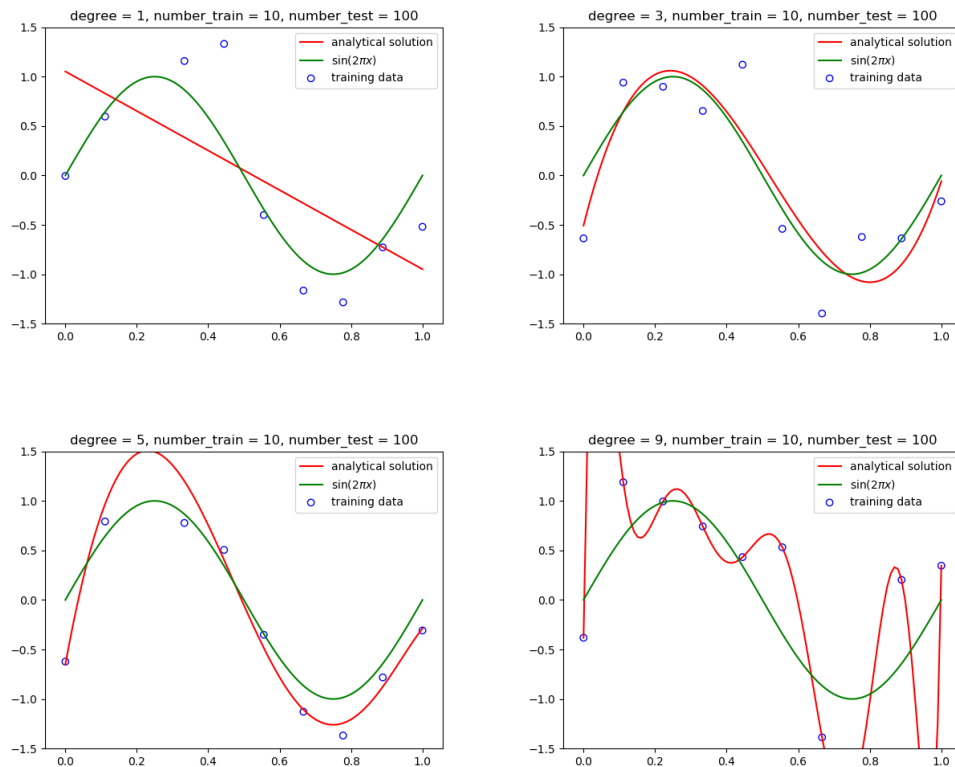 degree = 1, number_train = 10, number_test = 100
1.5
1.0
0.5
0.0
−0.5
−1.0
−1.5
0.0 0.2 0.4 0.6 0.8 1.0
analytical solution
sin(2πx)
training data
degree = 3, number_train = 10, number_test = 100
1.5
1.0
0.5
0.0
−0.5
−1.0
−1.5
0.0 0.2 0.4 0.6 0.8 1.0
analytical solution
sin(2πx)
training data
degree = 5, number_train = 10, number_test = 100
1.5
1.0
0.5
0.0
−0.5
−1.0
−1.5
0.0 0.2 0.4 0.6 0.8 1.0
analytical solution
sin(2πx)
training data
degree = 9, number_train = 10, number_test = 100
1.5
1.0
0.5
0.0
−0.5
−1.0
−1.5
0.0 0.2 0.4 0.6 0.8 1.0
analytical solution
sin(2πx)
training data